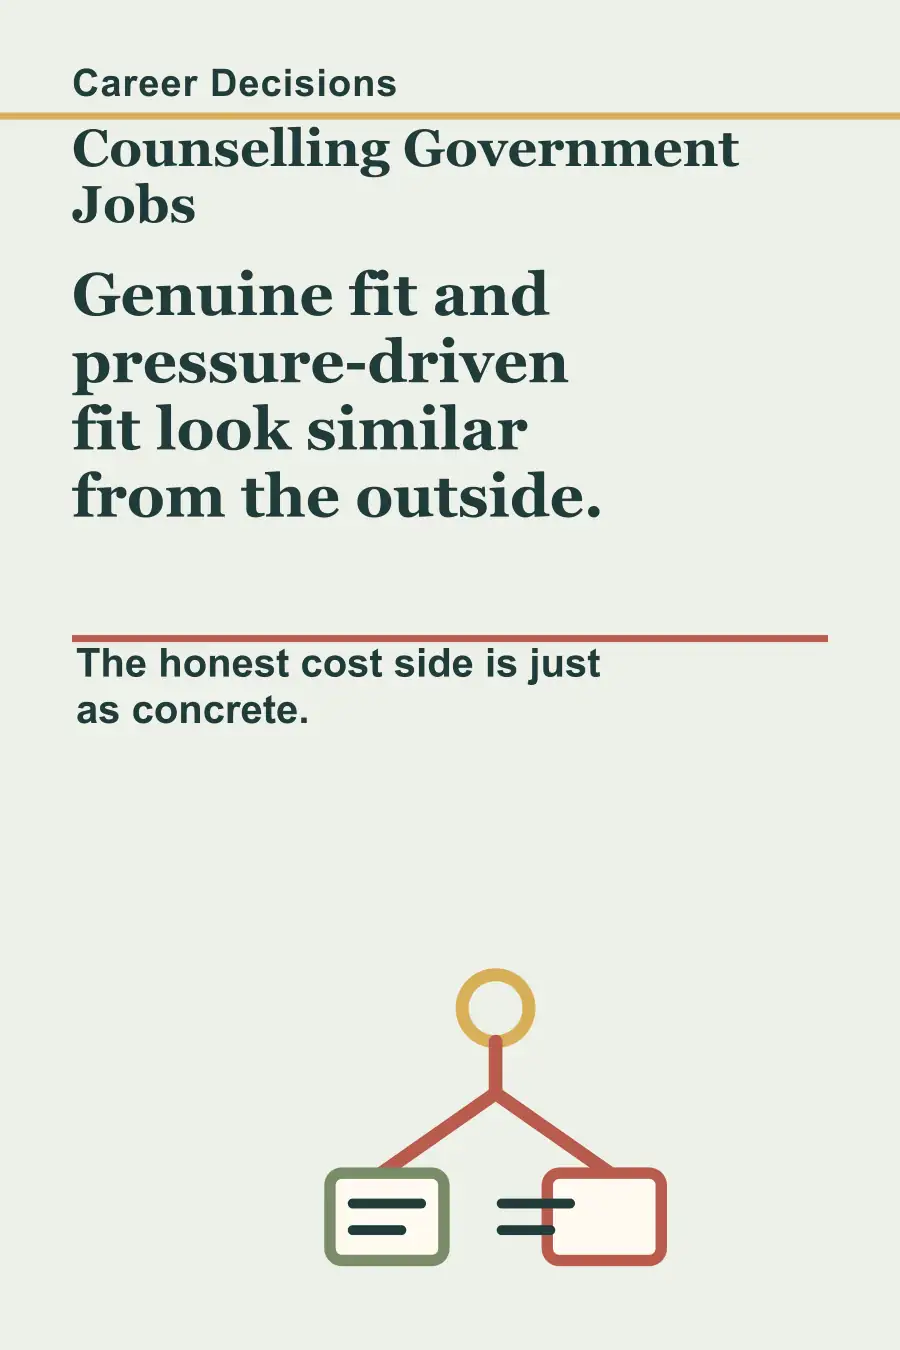 Career Decisions
Counselling Government
Jobs
Genuine fit and
pressure-driven
fit look similar
from the outside.
The honest cost side is just
as concrete.